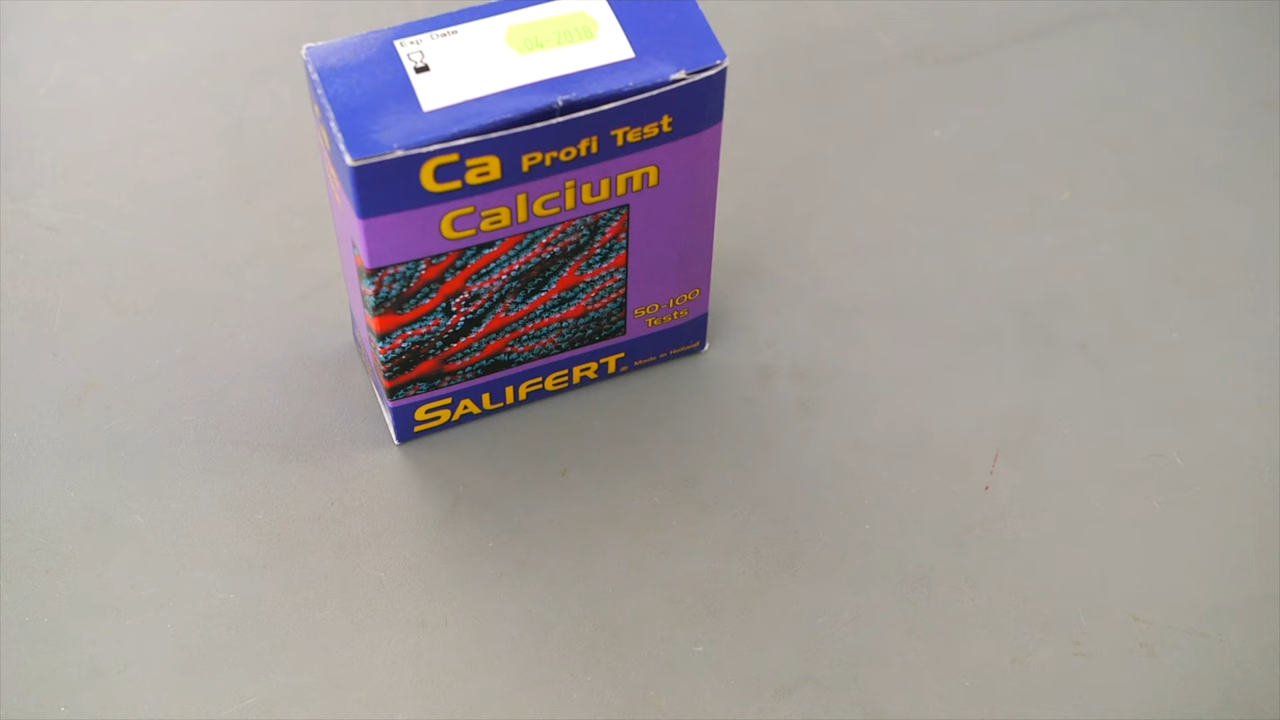 Exp. Date
04-2018
Ca Profi Test
Calcium
50-100
Tests
SALIFERT® Made in Holland